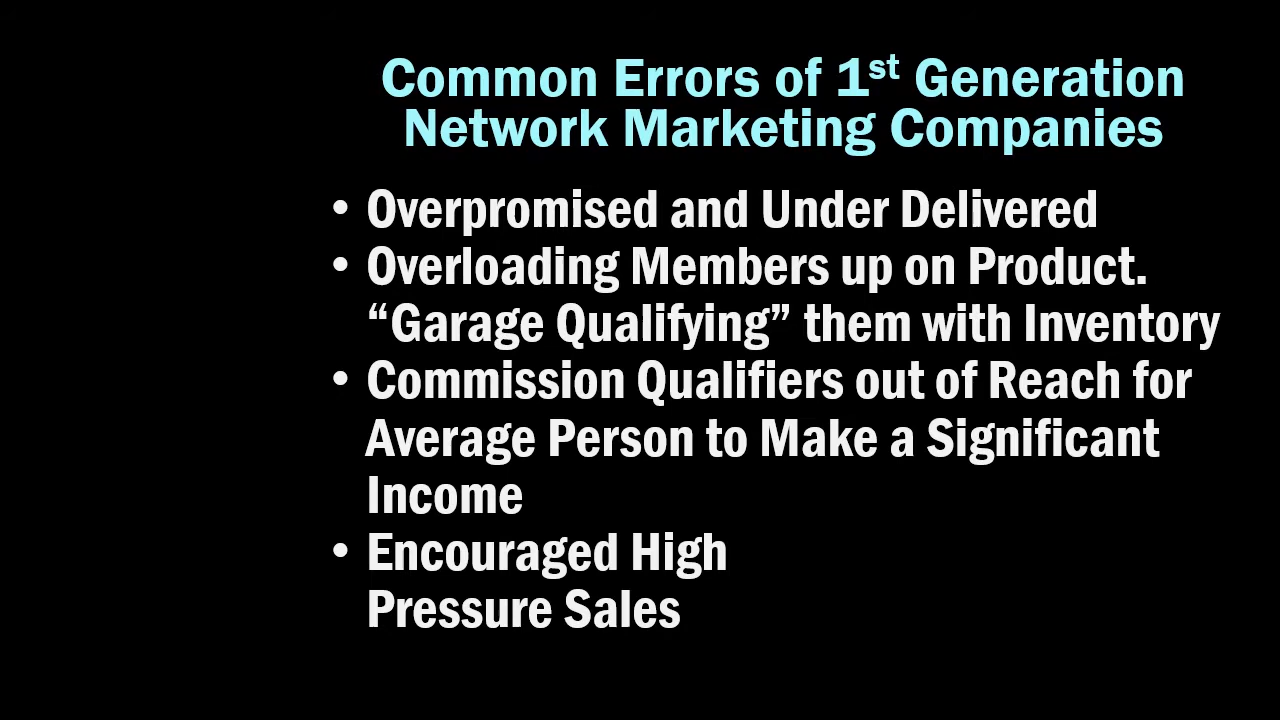 Common Errors of 1st Generation
Network Marketing Companies
• Overpromised and Under Delivered
• Overloading Members up on Product.
“Garage Qualifying” them with Inventory
• Commission Qualifiers out of Reach for
Average Person to Make a Significant
Income
• Encouraged High
Pressure Sales